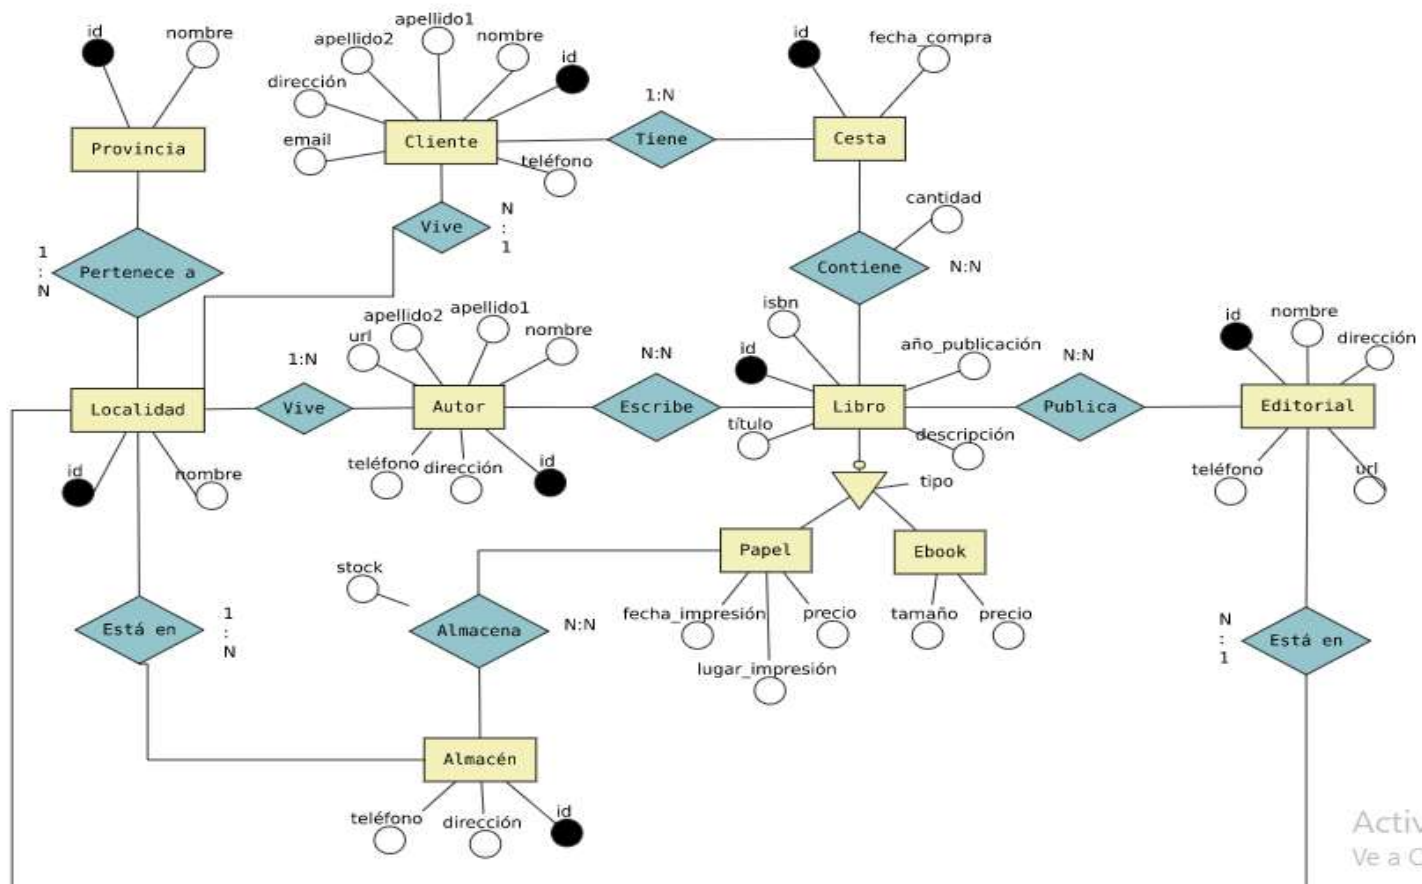 id
nombre
apellido2
apellido1
nombre
id
dirección
email
teléfono
id
fecha_compra
Provincia
Cliente
1:N
Tiene
Cesta
cantidad
Vive
N
:
1
1
:
N
Pertenece a
Contiene
N:N
url
apellido2
apellido1
nombre
isbn
id
año_publicación
id
nombre
dirección
1:N
N:N
N:N
Localidad
Vive
Autor
Escribe
Libro
Publica
Editorial
id
nombre
teléfono
dirección
id
título
descripción
teléfono
url
tipo
Papel
Ebook
stock
fecha_impresión
precio
tamaño
precio
lugar_impresión
Está en
1
:
N
Almacena
N:N
N
:
1
Está en
Almacén
teléfono
dirección
id
Activ
Ve a C